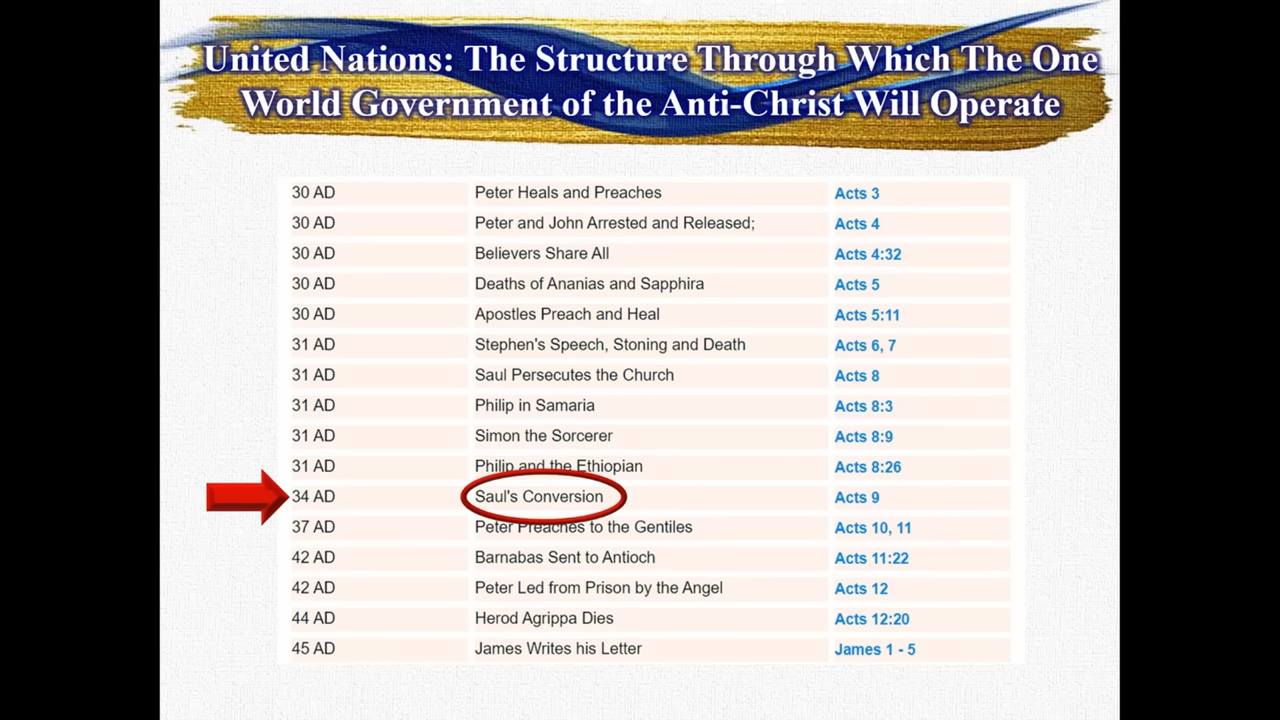 United Nations: The Structure Through Which The One
World Government of the Anti-Christ Will Operate
30 AD Peter Heals and Preaches Acts 3
30 AD Peter and John Arrested and Released; Acts 4
30 AD Believers Share All Acts 4:32
30 AD Deaths of Ananias and Sapphira Acts 5
30 AD Apostles Preach and Heal Acts 5:11
31 AD Stephen's Speech, Stoning and Death Acts 6, 7
31 AD Saul Persecutes the Church Acts 8
31 AD Philip in Samaria Acts 8:3
31 AD Simon the Sorcerer Acts 8:9
31 AD Philip and the Ethiopian Acts 8:26
34 AD Saul's Conversion Acts 9
37 AD Peter Preaches to the Gentiles Acts 10, 11
42 AD Barnabas Sent to Antioch Acts 11:22
42 AD Peter Led from Prison by the Angel Acts 12
44 AD Herod Agrippa Dies Acts 12:20
45 AD James Writes his Letter James 1 - 5